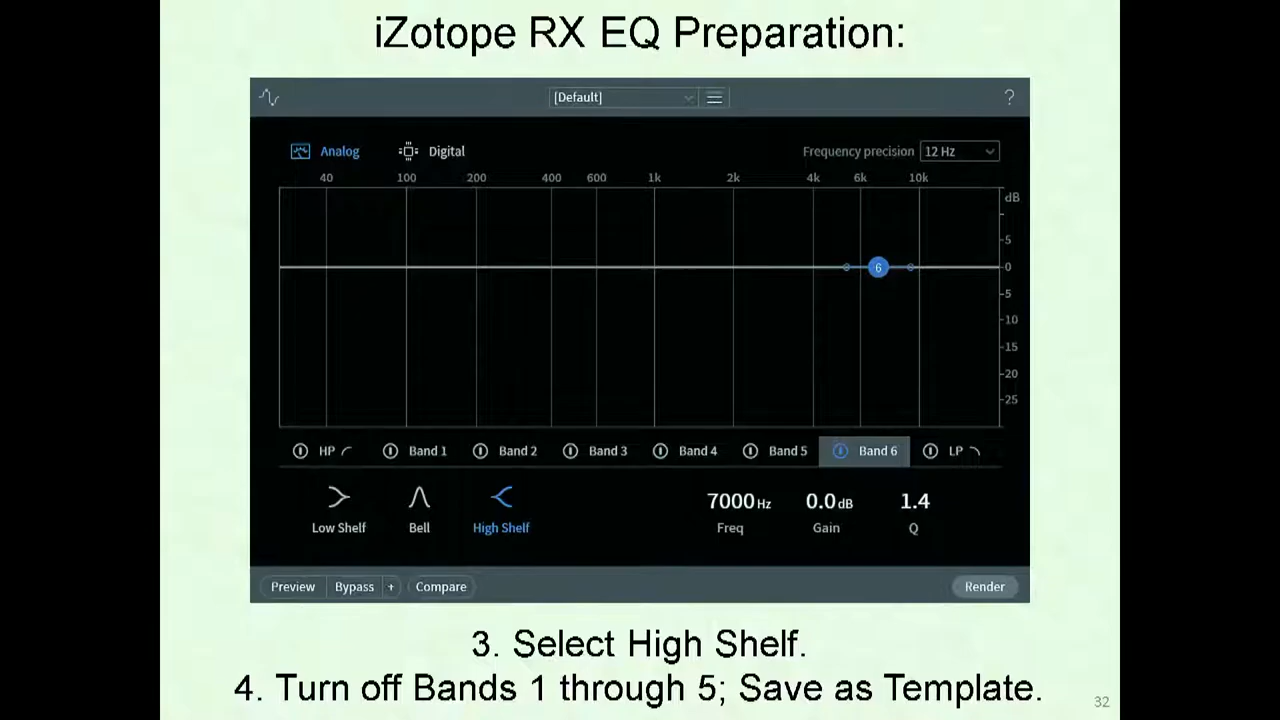 iZotope RX EQ Preparation:
[Default] ?
Analog Digital Frequency precision 12 Hz
40 100 200 400 600 1k 2k 4k 6k 10k
dB
5
0
-5
-10
-15
-20
-25
6
HP Band 1 Band 2 Band 3 Band 4 Band 5 Band 6 LP
7000 Hz 0.0 dB 1.4
Low Shelf Bell High Shelf Freq Gain Q
Preview Bypass + Compare Render
3. Select High Shelf.
4. Turn off Bands 1 through 5; Save as Template.
32